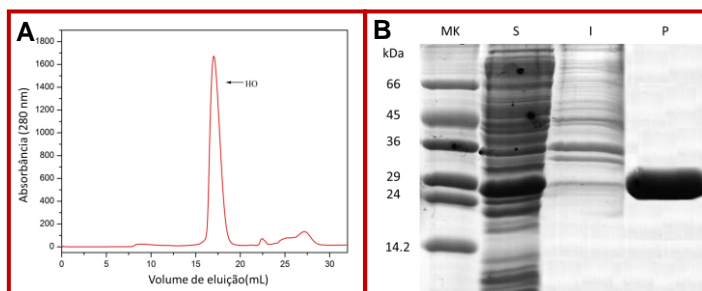 A
Absorbância (280 nm)
1800
1600
1400
1200
1000
800
600
400
200
0
HO
0 5 10 15 20 25 30
Volume de eluição(mL)
B
MK S I P
kDa
66
45
36
29
24
14.2